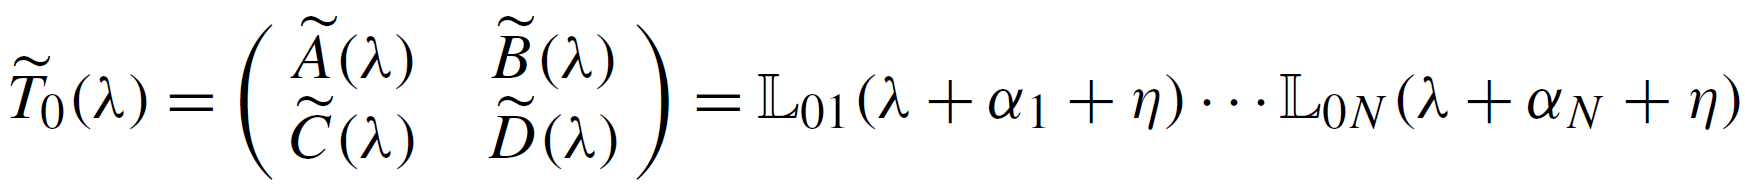 T̃₀(λ) = ( Ã(λ) B̃(λ) ; C̃(λ) D̃(λ) ) = 𝕃₀₁(λ + α₁ + η) ⋯ 𝕃₀N(λ + αN + η)